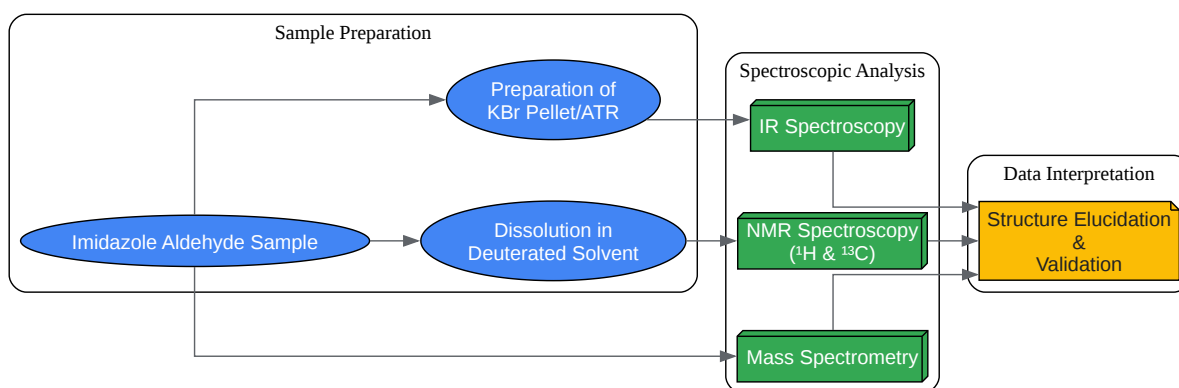 Sample Preparation
Preparation of
KBr Pellet/ATR
Imidazole Aldehyde Sample
Dissolution in
Deuterated Solvent
Spectroscopic Analysis
IR Spectroscopy
NMR Spectroscopy
(¹H & ¹³C)
Mass Spectrometry
Data Interpretation
Structure Elucidation
&
Validation